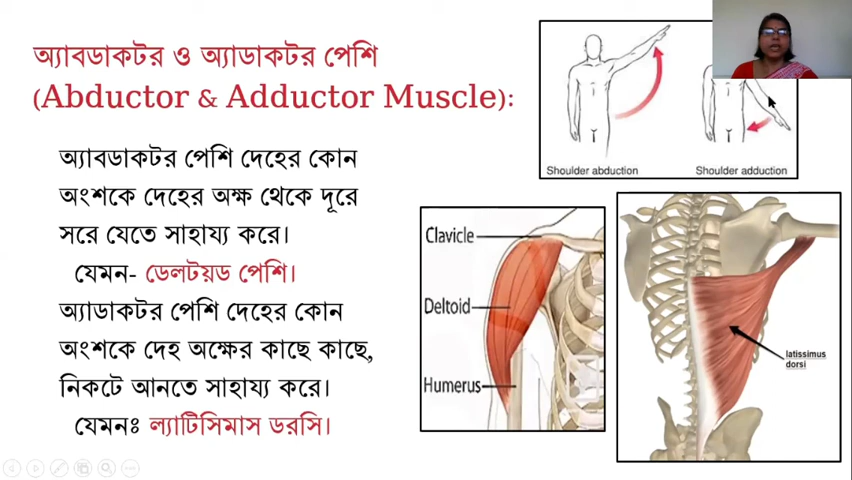 অ্যাবডাকটর ও অ্যাডাকটর পেশি
(Abductor & Adductor Muscle):
অ্যাবডাকটর পেশি দেহের কোন
অংশকে দেহের অক্ষ থেকে দূরে
সরে যেতে সাহায্য করে।
যেমন- ডেলটয়ড পেশি।
অ্যাডাকটর পেশি দেহের কোন
অংশকে দেহ অক্ষের কাছে কাছে,
নিকটে আনতে সাহায্য করে।
যেমনঃ ল্যাটিসিমাস ডরসি।
Shoulder abduction
Shoulder adduction
Clavicle
Deltoid
Humerus
latissimus
dorsi